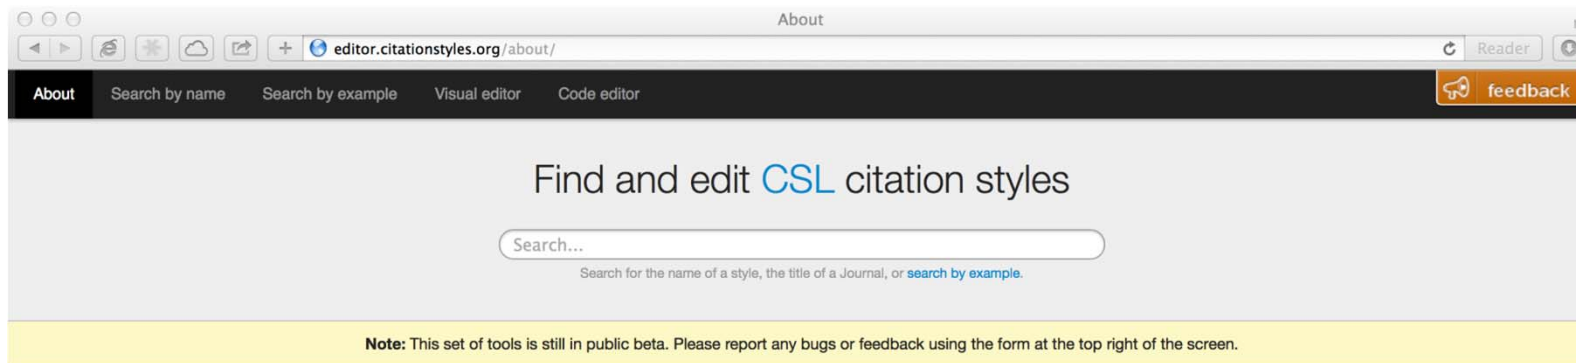 About
editor.citationstyles.org/about/
Reader
About Search by name Search by example Visual editor Code editor feedback
Find and edit CSL citation styles
Search...
Search for the name of a style, the title of a Journal, or search by example.
Note: This set of tools is still in public beta. Please report any bugs or feedback using the form at the top right of the screen.